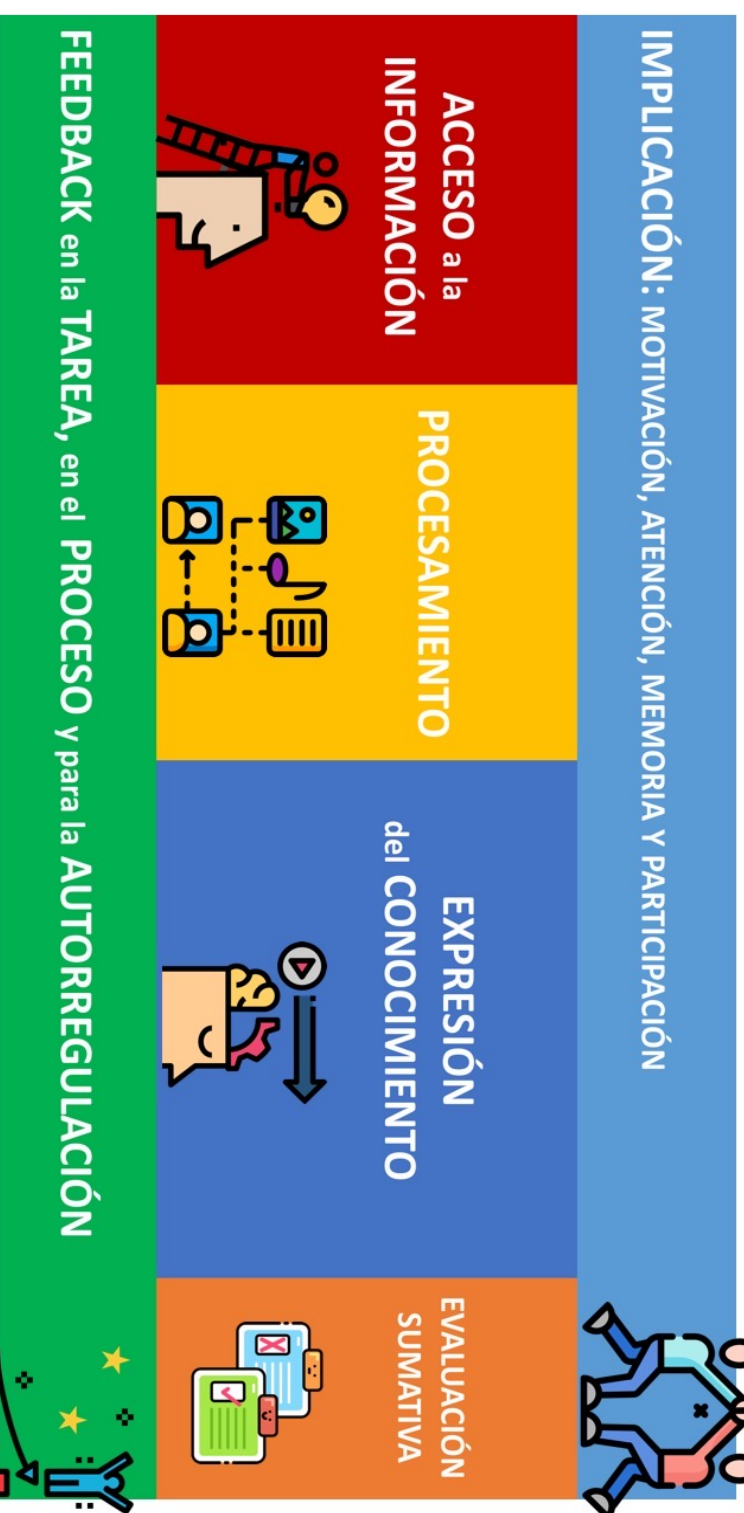 IMPLICACIÓN: MOTIVACIÓN, ATENCIÓN, MEMORIA Y PARTICIPACIÓN
ACCESO a la
INFORMACIÓN
PROCESAMIENTO
EXPRESIÓN
del CONOCIMIENTO
EVALUACIÓN
SUMATIVA
FEEDBACK en la TAREA, en el PROCESO y para la AUTORREGULACIÓN